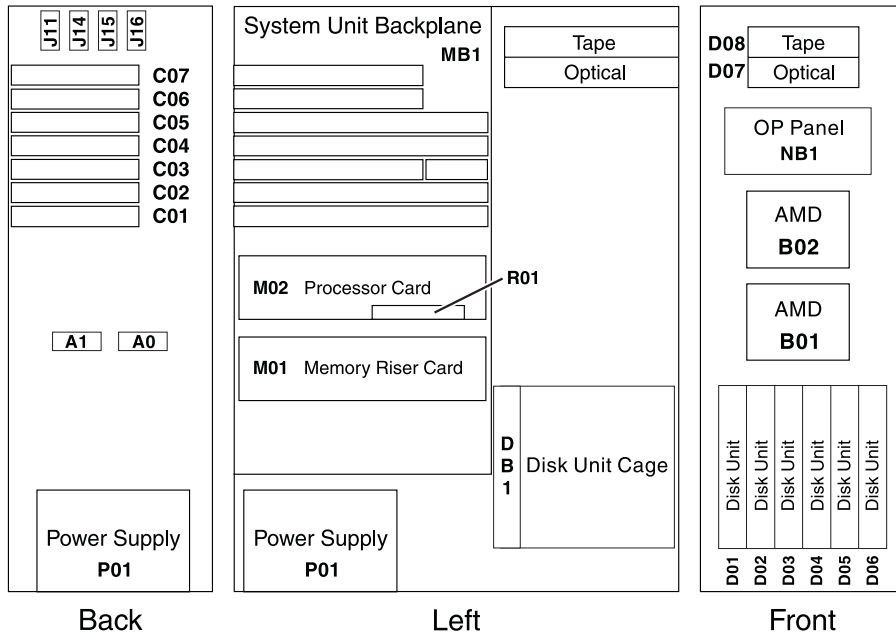 J11
J14
J15
J16
C07
C06
C05
C04
C03
C02
C01
A1
A0
Power Supply
P01
Back
System Unit Backplane
MB1
Tape
Optical
M02 Processor Card
R01
M01 Memory Riser Card
DB1
Disk Unit Cage
Power Supply
P01
Left
D08 Tape
D07 Optical
OP Panel
NB1
AMD
B02
AMD
B01
Disk Unit
Disk Unit
Disk Unit
Disk Unit
Disk Unit
Disk Unit
D01
D02
D03
D04
D05
D06
Front